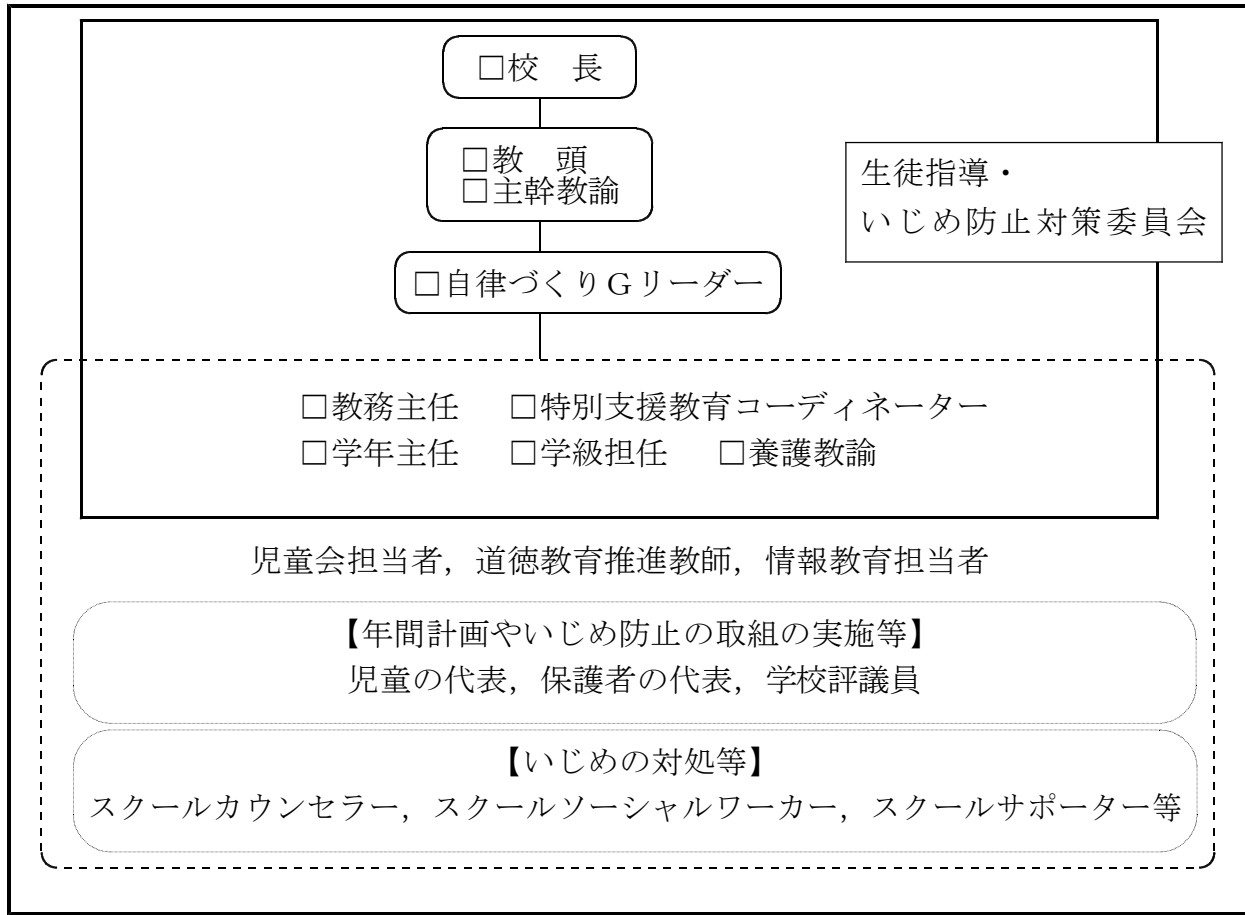 □校　長
□教　頭
□主幹教諭
生徒指導・
いじめ防止対策委員会
□自律づくりＧリーダー
□教務主任　□特別支援教育コーディネーター
□学年主任　□学級担任　□養護教諭
児童会担当者，道徳教育推進教師，情報教育担当者
【年間計画やいじめ防止の取組の実施等】
児童の代表，保護者の代表，学校評議員
【いじめの対処等】
スクールカウンセラー，スクールソーシャルワーカー，スクールサポーター等